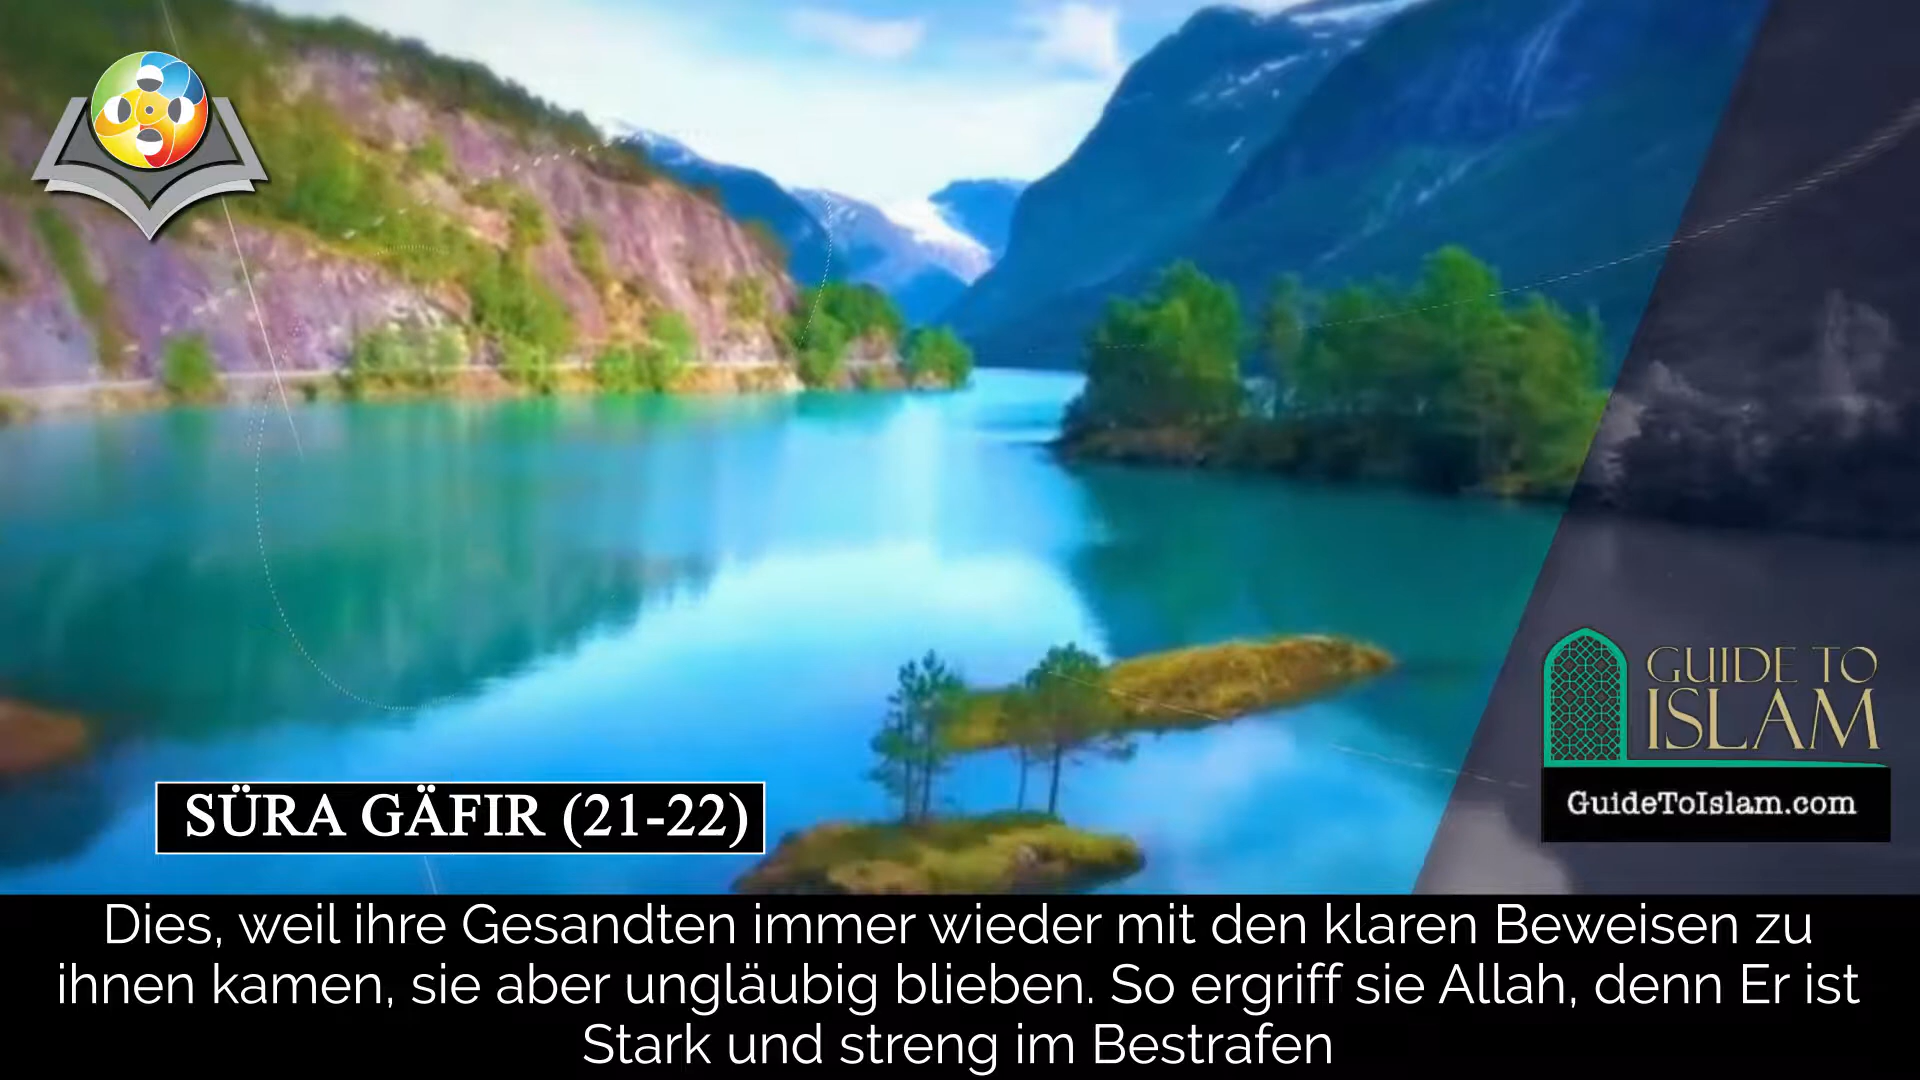 GUIDE TO
ISLAM
GuideToIslam.com
SÜRA GÄFIR (21-22)
Dies, weil ihre Gesandten immer wieder mit den klaren Beweisen zu
ihnen kamen, sie aber ungläubig blieben. So ergriff sie Allah, denn Er ist
Stark und streng im Bestrafen